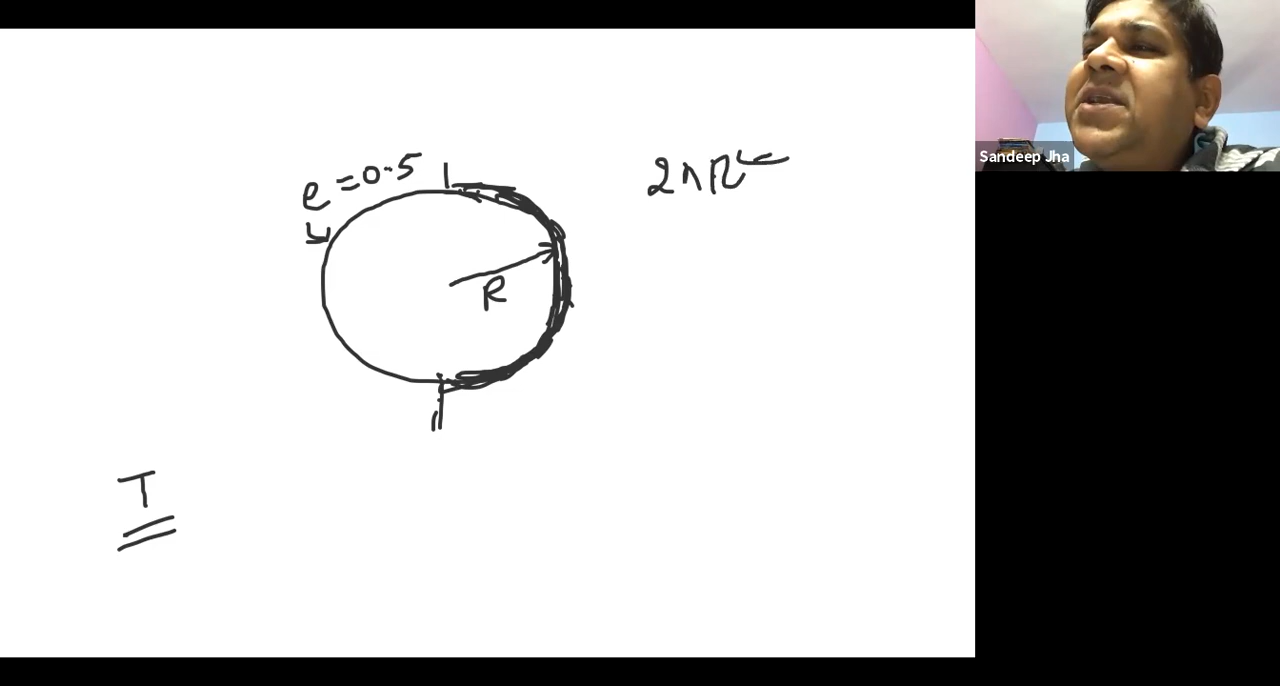 e = 0.5
R
2πR²
T
Sandeep Jha